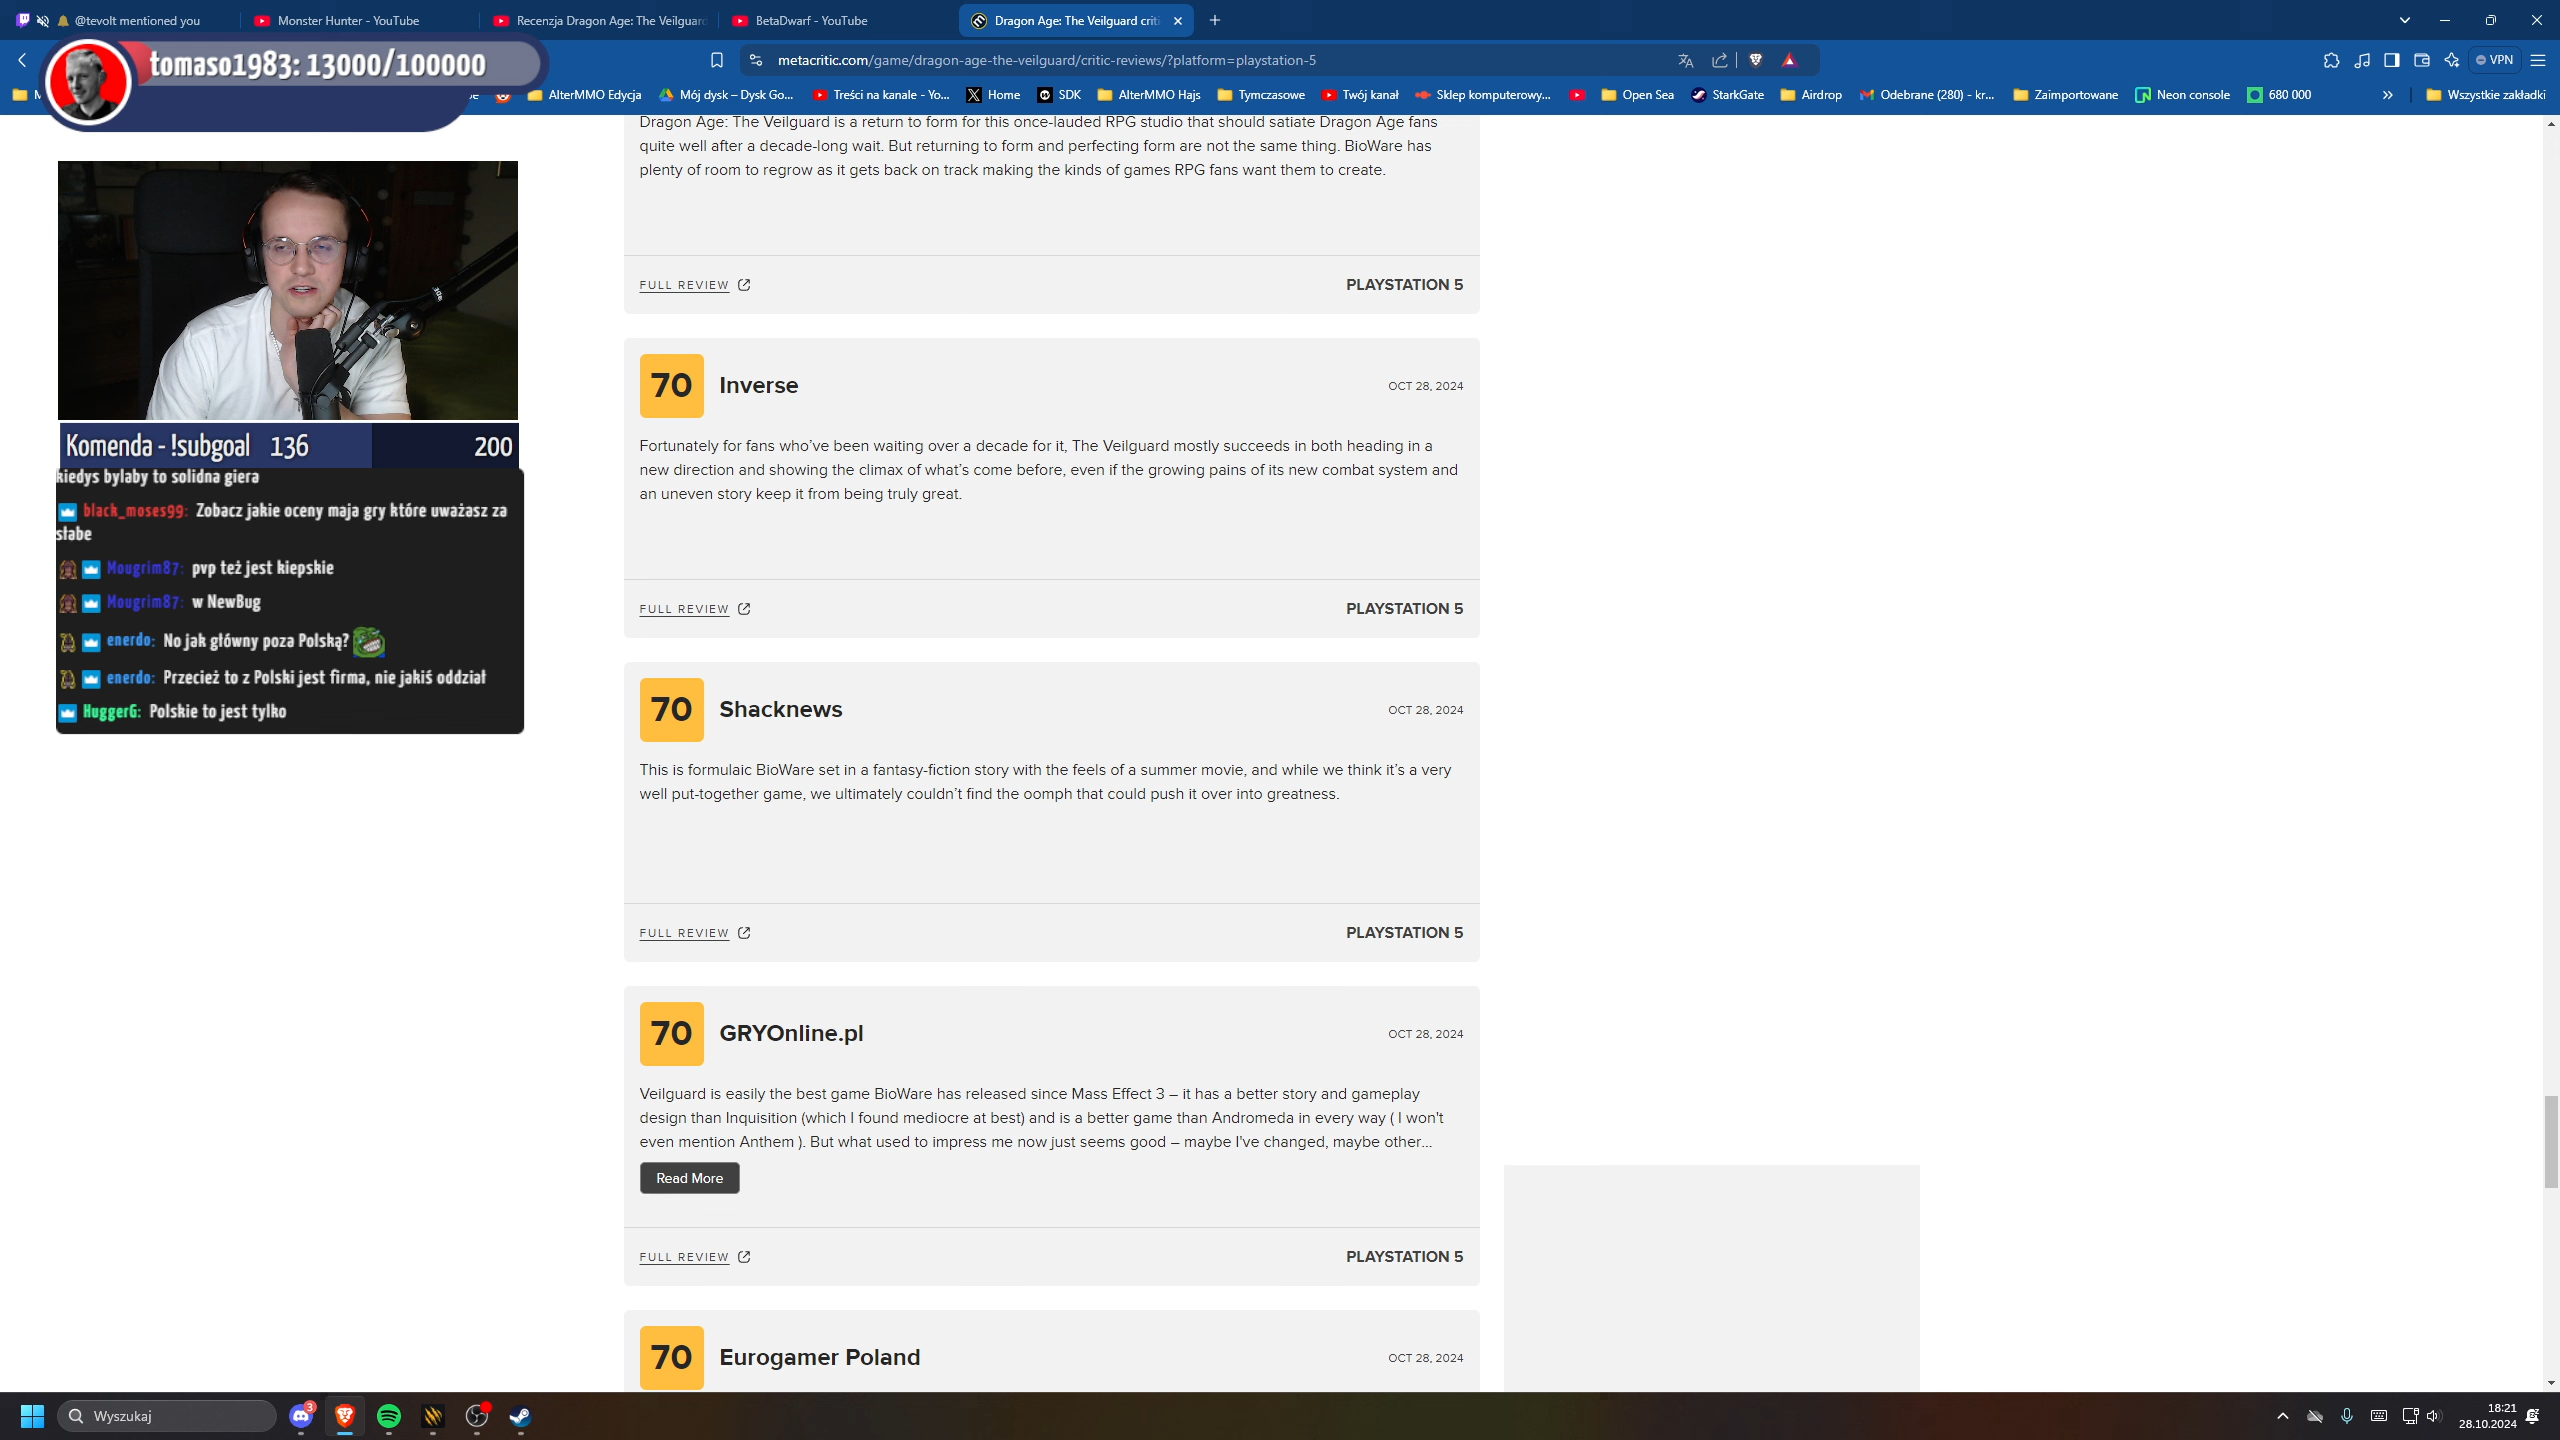 @tevolt mentioned you
Monster Hunter - YouTube
Recenzja Dragon Age: The Veilguard
BetaDwarf - YouTube
Dragon Age: The Veilguard criti
tomaso1983: 13000/100000
metacritic.com/game/dragon-age-the-veilguard/critic-reviews/?platform=playstation-5
VPN
AlterMMO Edycja
Mój dysk – Dysk Go...
Treści na kanale - Yo...
Home
SDK
AlterMMO Hajs
Tymczasowe
Twój kanał
Sklep komputerowy...
Open Sea
StarkGate
Airdrop
Odebrane (280) - kr...
Zaimportowane
Neon console
680 000
Wszystkie zakładki
Dragon Age: The Veilguard is a return to form for this once-lauded RPG studio that should satiate Dragon Age fans
quite well after a decade-long wait. But returning to form and perfecting form are not the same thing. BioWare has
plenty of room to regrow as it gets back on track making the kinds of games RPG fans want them to create.
FULL REVIEW
PLAYSTATION 5
70
Inverse
OCT 28, 2024
Fortunately for fans who’ve been waiting over a decade for it, The Veilguard mostly succeeds in both heading in a
new direction and showing the climax of what’s come before, even if the growing pains of its new combat system and
an uneven story keep it from being truly great.
FULL REVIEW
PLAYSTATION 5
70
Shacknews
OCT 28, 2024
This is formulaic BioWare set in a fantasy-fiction story with the feels of a summer movie, and while we think it’s a very
well put-together game, we ultimately couldn’t find the oomph that could push it over into greatness.
FULL REVIEW
PLAYSTATION 5
70
GRYOnline.pl
OCT 28, 2024
Veilguard is easily the best game BioWare has released since Mass Effect 3 – it has a better story and gameplay
design than Inquisition (which I found mediocre at best) and is a better game than Andromeda in every way ( I won't
even mention Anthem ). But what used to impress me now just seems good – maybe I've changed, maybe other...
Read More
FULL REVIEW
PLAYSTATION 5
70
Eurogamer Poland
OCT 28, 2024
Komenda - !subgoal 136
200
kiedys bylaby to solidna giera
black_moses99: Zobacz jakie oceny maja gry które uważasz za
słabe
Mougrim87: pvp też jest kiepskie
Mougrim87: w NewBug
enerdo: No jak główny poza Polską?
enerdo: Przecież to z Polski jest firma, nie jakiś oddział
HuggerG: Polskie to jest tylko
Wyszukaj
3
18:21
28.10.2024